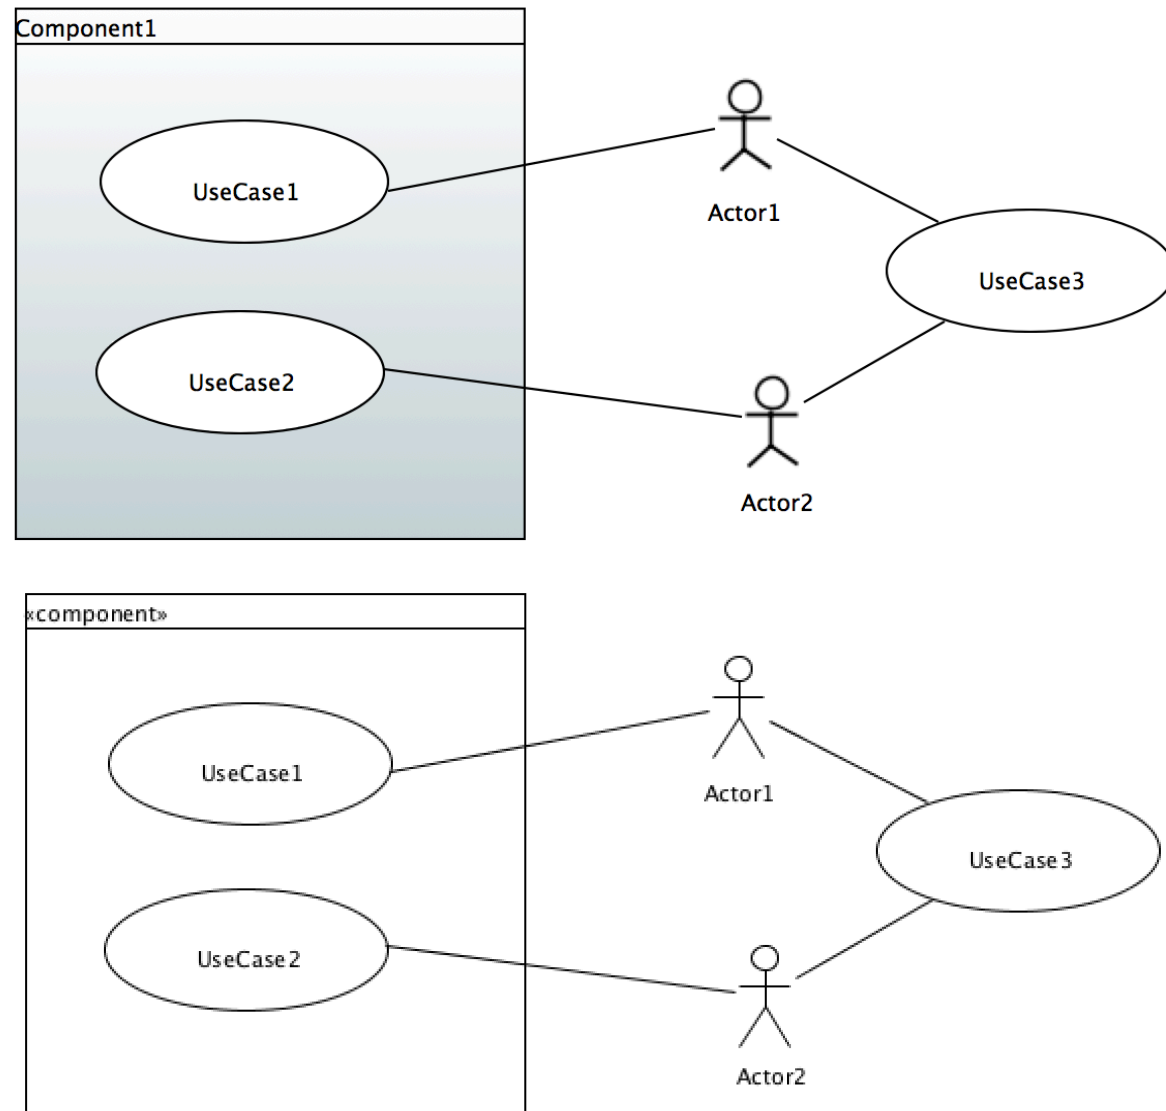 Component1
UseCase1
Actor1
UseCase3
UseCase2
Actor2
«component»
UseCase1
Actor1
UseCase3
UseCase2
Actor2